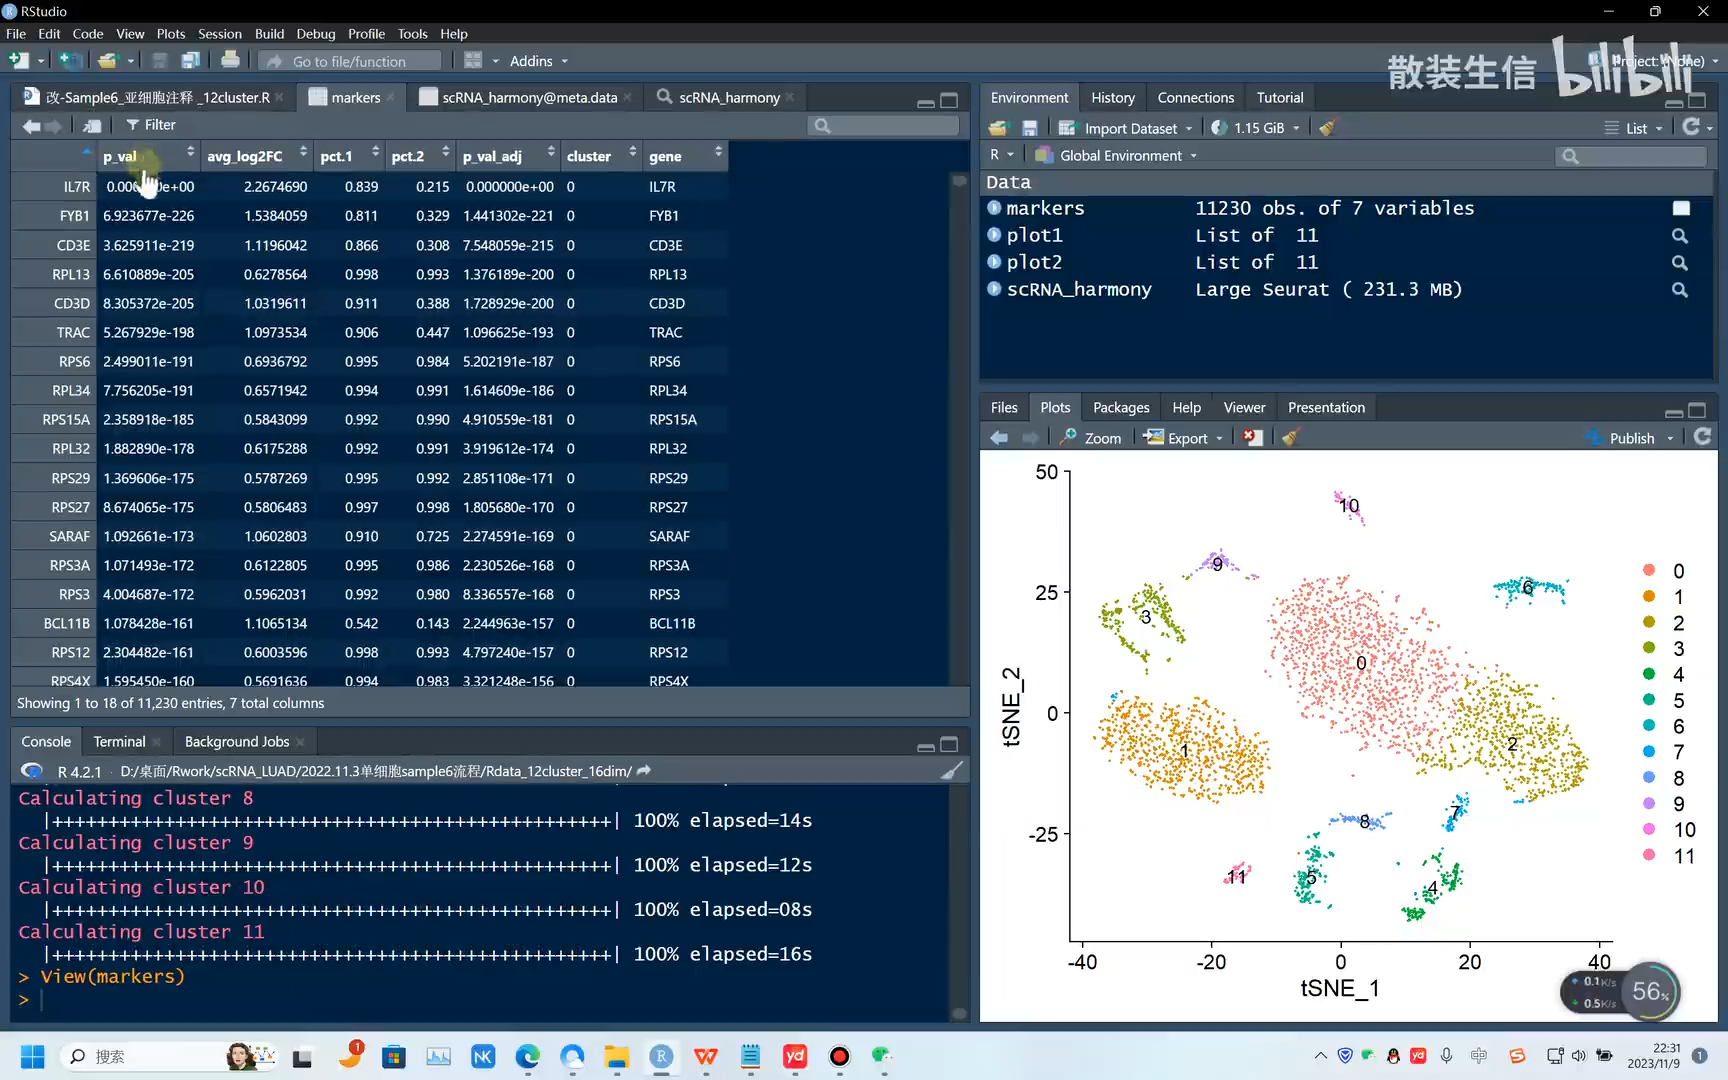 RStudio
File Edit Code View Plots Session Build Debug Profile Tools Help
Go to file/function Addins
散装生信 bilibili
改-Sample6_亚细胞注释 _12cluster.R markers scRNA_harmony@meta.data scRNA_harmony
Filter
p_val avg_log2FC pct.1 pct.2 p_val_adj cluster gene
IL7R 2.2674690 0.839 0.215 0.000000e+00 0 IL7R
FYB1 6.923677e-226 1.5384059 0.811 0.329 1.441302e-221 0 FYB1
CD3E 3.625911e-219 1.1196042 0.866 0.308 7.548059e-215 0 CD3E
RPL13 6.610889e-205 0.6278564 0.998 0.993 1.376189e-200 0 RPL13
CD3D 8.305372e-205 1.0319611 0.911 0.388 1.728929e-200 0 CD3D
TRAC 5.267929e-198 1.0973534 0.906 0.447 1.096625e-193 0 TRAC
RPS6 2.499011e-191 0.6936792 0.995 0.984 5.202191e-187 0 RPS6
RPL34 7.756205e-191 0.6571942 0.994 0.991 1.614609e-186 0 RPL34
RPS15A 2.358918e-185 0.5843099 0.992 0.990 4.910559e-181 0 RPS15A
RPL32 1.882890e-178 0.6175288 0.992 0.991 3.919612e-174 0 RPL32
RPS29 1.369606e-175 0.5787269 0.995 0.992 2.851108e-171 0 RPS29
RPS27 8.674065e-175 0.5806483 0.997 0.998 1.805680e-170 0 RPS27
SARAF 1.092661e-173 1.0602803 0.910 0.725 2.274591e-169 0 SARAF
RPS3A 1.071493e-172 0.6122805 0.995 0.986 2.230526e-168 0 RPS3A
RPS3 4.004687e-172 0.5962031 0.992 0.980 8.336557e-168 0 RPS3
BCL11B 1.078428e-161 1.1065134 0.542 0.143 2.244963e-157 0 BCL11B
RPS12 2.304482e-161 0.6003596 0.998 0.993 4.797240e-157 0 RPS12
RPS4X 1.595450e-160 0.5691636 0.994 0.983 3.321248e-156 0 RPS4X
Showing 1 to 18 of 11,230 entries, 7 total columns
Console Terminal Background Jobs
R 4.2.1 · D:/桌面/Rwork/scRNA_LUAD/2022.11.3单细胞sample6流程/Rdata_12cluster_16dim/
Calculating cluster 8
|++++++++++++++++++++++++++++++++++++++++++++++++++| 100% elapsed=14s
Calculating cluster 9
|++++++++++++++++++++++++++++++++++++++++++++++++++| 100% elapsed=12s
Calculating cluster 10
|++++++++++++++++++++++++++++++++++++++++++++++++++| 100% elapsed=08s
Calculating cluster 11
|++++++++++++++++++++++++++++++++++++++++++++++++++| 100% elapsed=16s
> View(markers)
>
Environment History Connections Tutorial
Import Dataset 1.15 GiB List
R Global Environment
Data
markers 11230 obs. of 7 variables
plot1 List of 11
plot2 List of 11
scRNA_harmony Large Seurat ( 231.3 MB)
Files Plots Packages Help Viewer Presentation
Zoom Export Publish
50
25
0
-25
tSNE_2
10
9
6
3
0
1
2
7
8
11
5
4
-40 -20 0 20 40
tSNE_1
0
1
2
3
4
5
6
7
8
9
10
11
0.1K/s
0.5K/s
56%
搜索
1
NK
yd
yd
中
22:31
2023/11/9
1